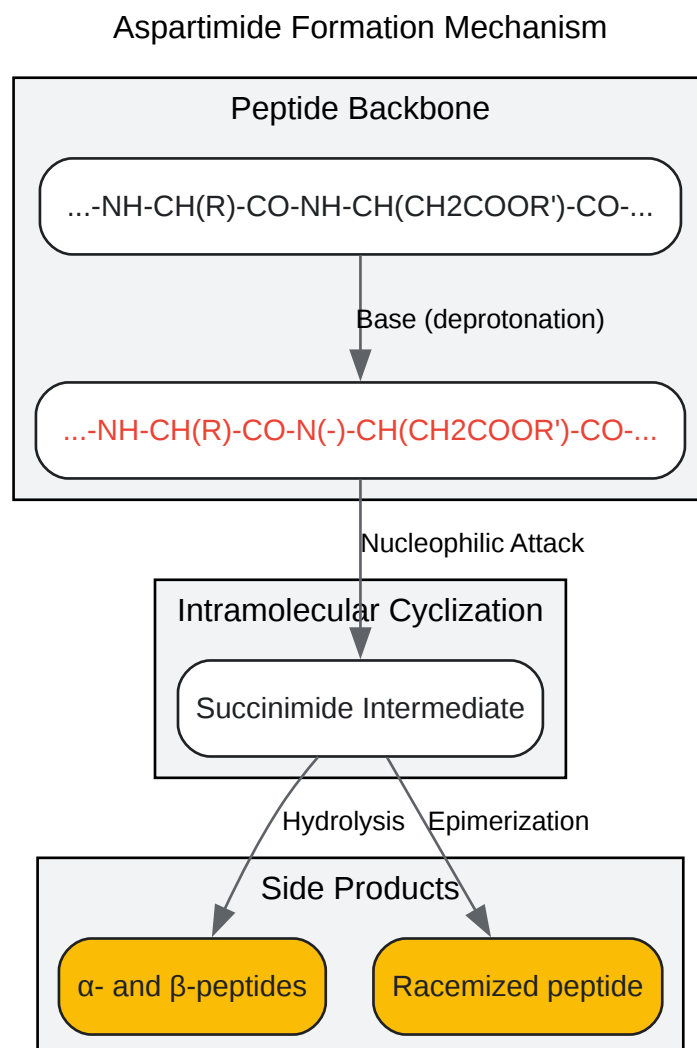 Aspartimide Formation Mechanism
Peptide Backbone
...-NH-CH(R)-CO-NH-CH(CH2COOR')-CO-...
Base (deprotonation)
...-NH-CH(R)-CO-N(-)-CH(CH2COOR')-CO-...
Nucleophilic Attack
Intramolecular Cyclization
Succinimide Intermediate
Hydrolysis
Epimerization
Side Products
α- and β-peptides
Racemized peptide